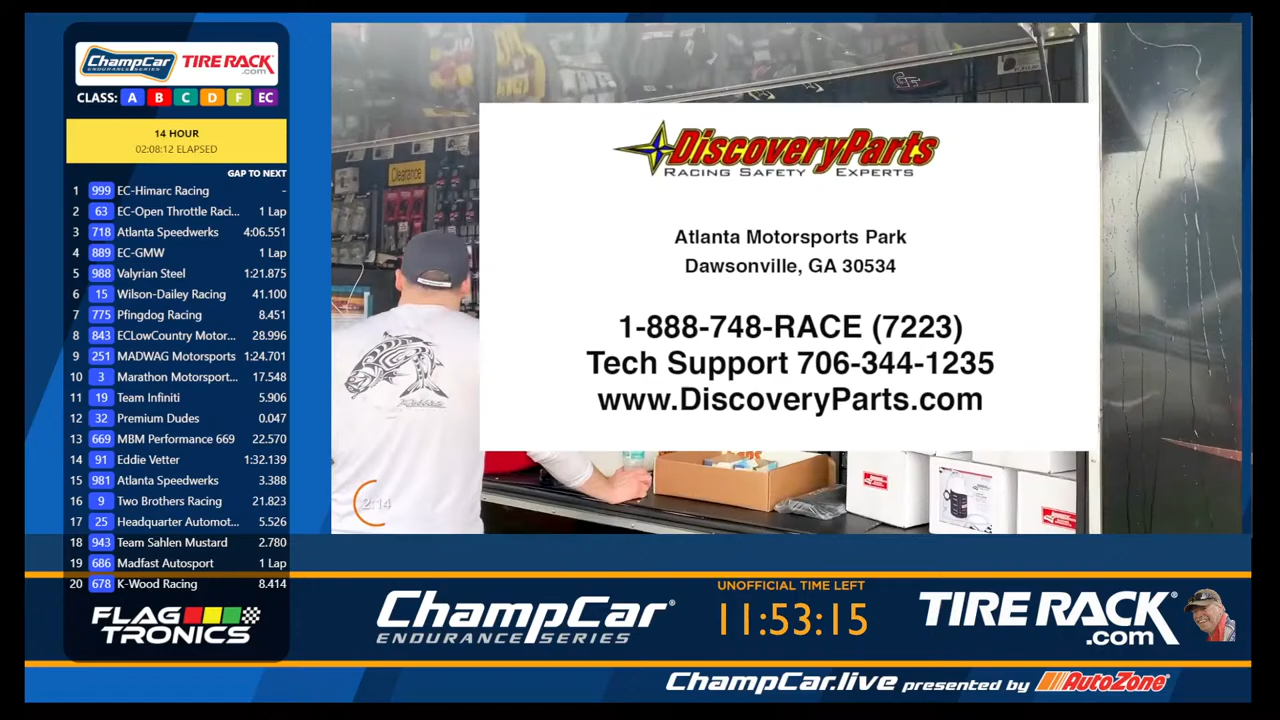 ChampCar
ENDURANCE SERIES
TIRE RACK
.com
CLASS: A B C D F EC
14 HOUR
02:08:12 ELAPSED
GAP TO NEXT
1 999 EC-Himarc Racing -
2 63 EC-Open Throttle Raci... 1 Lap
3 718 Atlanta Speedwerks 4:06.551
4 889 EC-GMW 1 Lap
5 988 Valyrian Steel 1:21.875
6 15 Wilson-Dailey Racing 41.100
7 775 Pfingdog Racing 8.451
8 843 ECLowCountry Motor... 28.996
9 251 MADWAG Motorsports 1:24.701
10 3 Marathon Motorsport... 17.548
11 19 Team Infiniti 5.906
12 32 Premium Dudes 0.047
13 669 MBM Performance 669 22.570
14 91 Eddie Vetter 1:32.139
15 981 Atlanta Speedwerks 3.388
16 9 Two Brothers Racing 21.823
17 25 Headquarter Automot... 5.526
18 943 Team Sahlen Mustard 2.780
19 686 Madfast Autosport 1 Lap
20 678 K-Wood Racing 8.414
FLAG
TRONICS
Clearance
DiscoveryParts
RACING SAFETY EXPERTS
Atlanta Motorsports Park
Dawsonville, GA 30534
1-888-748-RACE (7223)
Tech Support 706-344-1235
www.DiscoveryParts.com
2:14
ChampCar®
ENDURANCE SERIES
UNOFFICIAL TIME LEFT
11:53:15
TIRE RACK®
.com
ChampCar.live presented by AutoZone